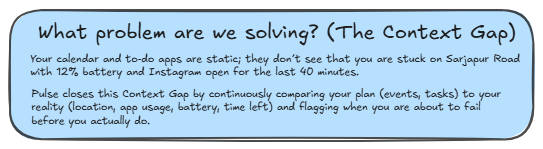 What problem are we solving? (The Context Gap)
Your calendar and to-do apps are static; they don't see that you are stuck on Sarjapur Road
with 12% battery and Instagram open for the last 40 minutes.
Pulse closes this Context Gap by continuously comparing your plan (events, tasks) to your
reality (location, app usage, battery, time left) and flagging when you are about to fail
before you actually do.